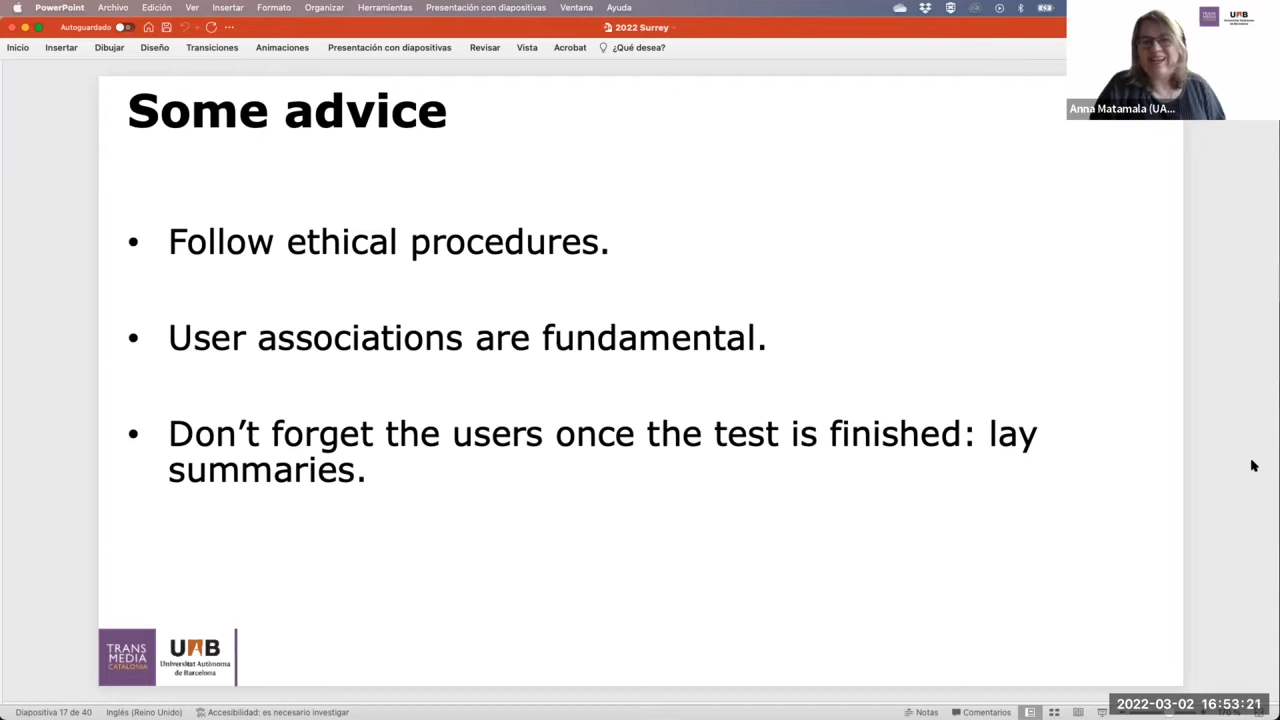 PowerPoint Archivo Editar Ver Insertar Formato Organizar Herramientas Presentación con diapositivas Ventana Ayuda
Autoguardado
2022 Surrey
Inicio Insertar Dibujar Diseño Transiciones Animaciones Presentación con diapositivas Revisar Vista Acrobat ¿Qué desea?
Anna Matamala (UA...
Some advice
• Follow ethical procedures.
• User associations are fundamental.
• Don’t forget the users once the test is finished: lay
summaries.
TRANS
MEDIA
CATALONIA
UAB
Universitat Autònoma
de Barcelona
Diapositiva 17 de 40 Inglés (Reino Unido) Accesibilidad: es necesario investigar Notas Comentarios
2022-03-02 16:53:21